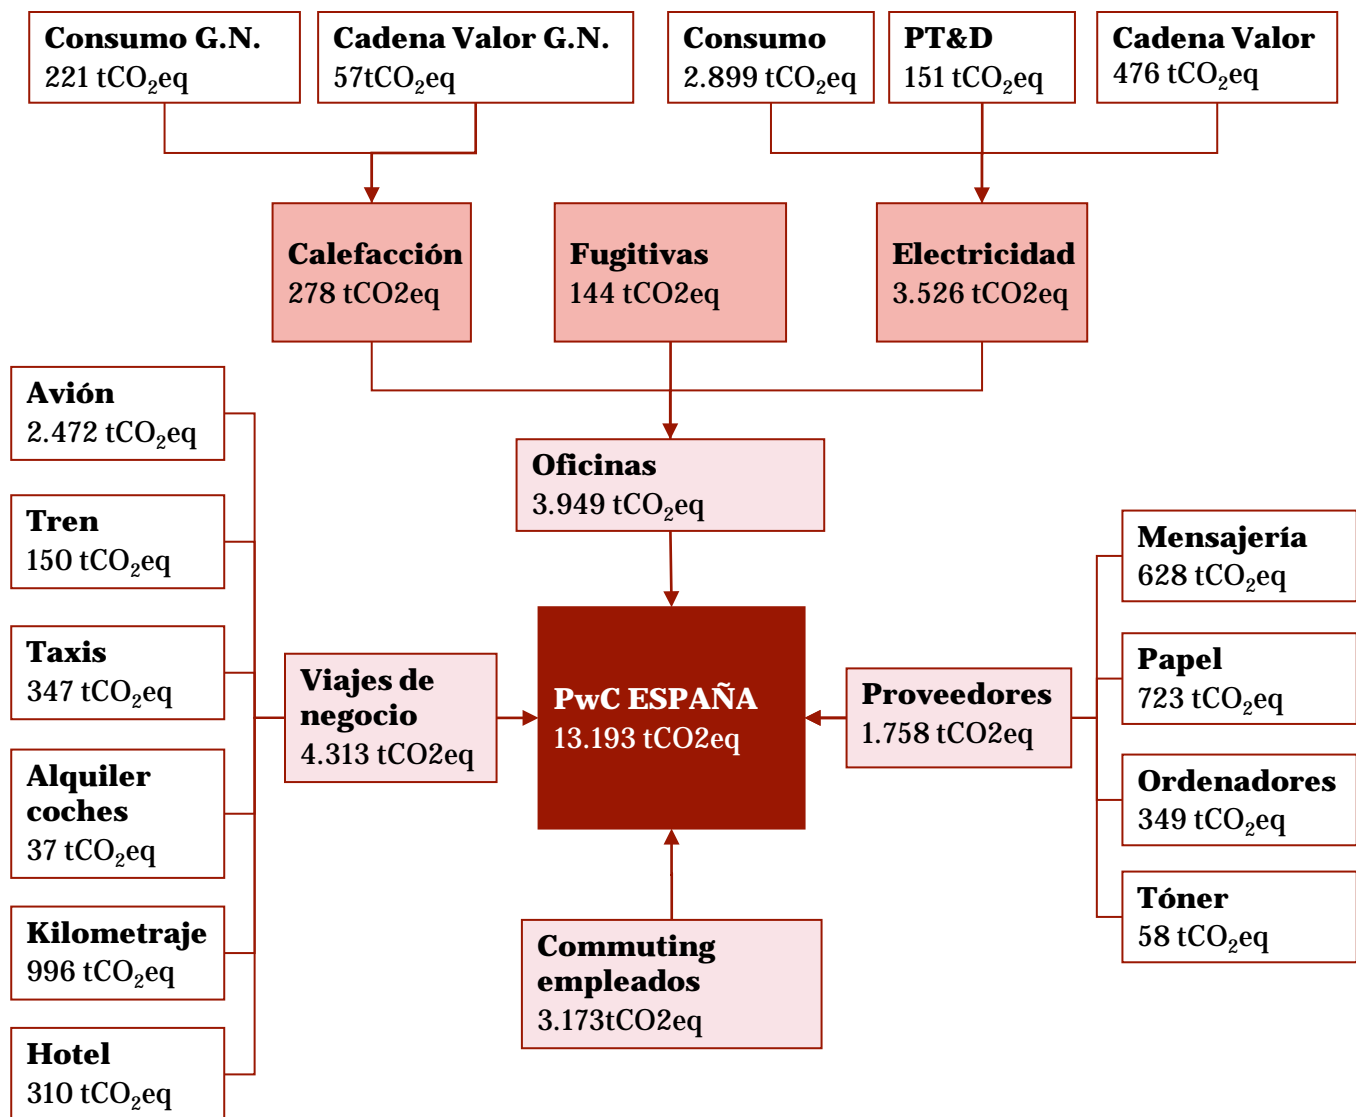 Consumo G.N.
221 tCO₂eq
Cadena Valor G.N.
57tCO₂eq
Consumo
2.899 tCO₂eq
PT&D
151 tCO₂eq
Cadena Valor
476 tCO₂eq
Calefacción
278 tCO2eq
Fugitivas
144 tCO2eq
Electricidad
3.526 tCO2eq
Oficinas
3.949 tCO₂eq
Avión
2.472 tCO₂eq
Tren
150 tCO₂eq
Taxis
347 tCO₂eq
Alquiler
coches
37 tCO₂eq
Kilometraje
996 tCO₂eq
Hotel
310 tCO₂eq
Viajes de
negocio
4.313 tCO2eq
PwC ESPAÑA
13.193 tCO2eq
Proveedores
1.758 tCO2eq
Mensajería
628 tCO₂eq
Papel
723 tCO₂eq
Ordenadores
349 tCO₂eq
Tóner
58 tCO₂eq
Commuting
empleados
3.173tCO2eq